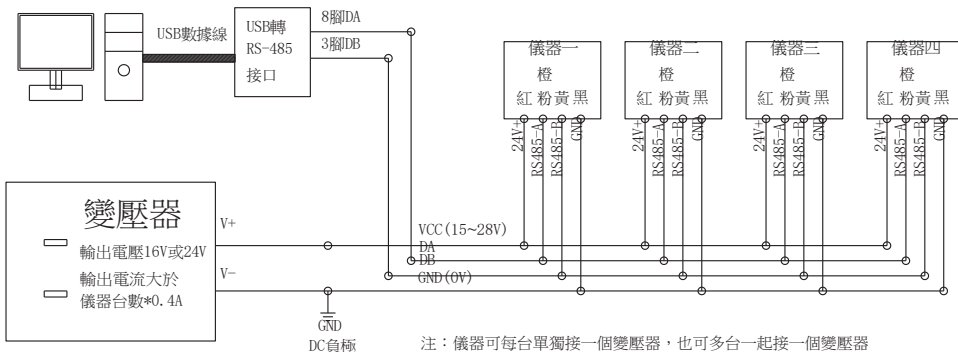 USB數據線
USB轉
RS-485
接口
8腳DA
3腳DB
儀器一
橙
紅 粉 黃 黑
24V+
RS485-A
RS485-B
GND
儀器二
橙
紅 粉 黃 黑
24V+
RS485-A
RS485-B
GND
儀器三
橙
紅 粉 黃 黑
24V+
RS485-A
RS485-B
GND
儀器四
橙
紅 粉 黃 黑
24V+
RS485-A
RS485-B
GND
變壓器
輸出電壓16V或24V
輸出電流大於
儀器台數*0.4A
V+
V-
VCC(15~28V)
DA
DB
GND(0V)
GND
DC負極
注：儀器可每台單獨接一個變壓器，也可多台一起接一個變壓器